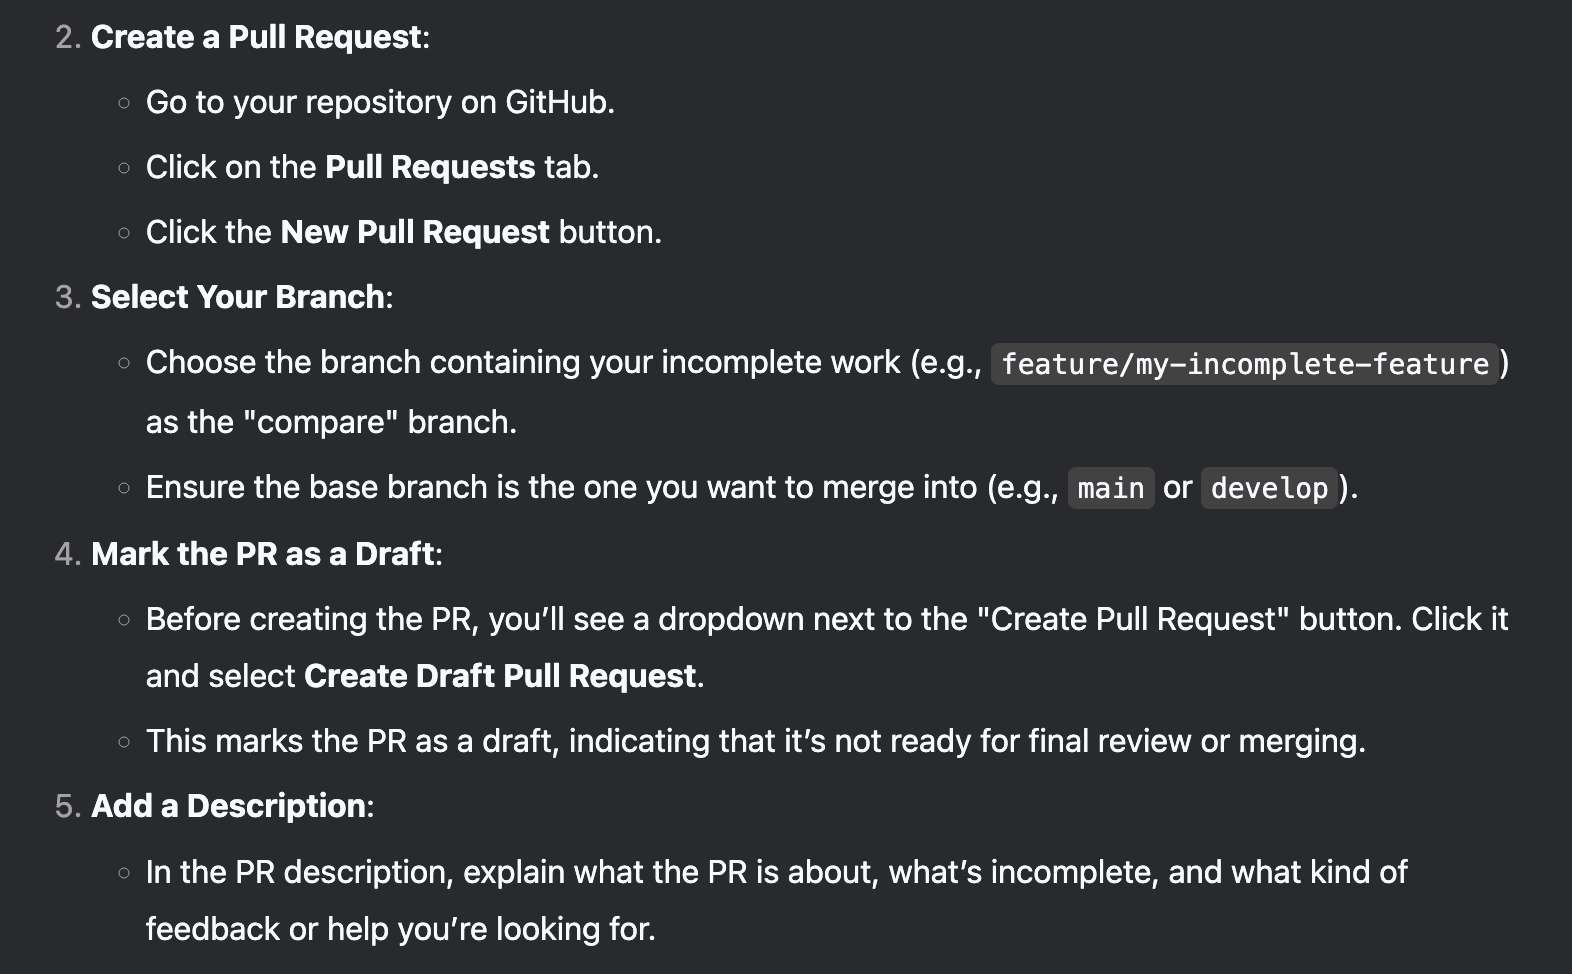 2. Create a Pull Request:
○ Go to your repository on GitHub.
○ Click on the Pull Requests tab.
○ Click the New Pull Request button.
3. Select Your Branch:
○ Choose the branch containing your incomplete work (e.g., feature/my-incomplete-feature)
as the "compare" branch.
○ Ensure the base branch is the one you want to merge into (e.g., main or develop).
4. Mark the PR as a Draft:
○ Before creating the PR, you’ll see a dropdown next to the "Create Pull Request" button. Click it
and select Create Draft Pull Request.
○ This marks the PR as a draft, indicating that it’s not ready for final review or merging.
5. Add a Description:
○ In the PR description, explain what the PR is about, what’s incomplete, and what kind of
feedback or help you’re looking for.